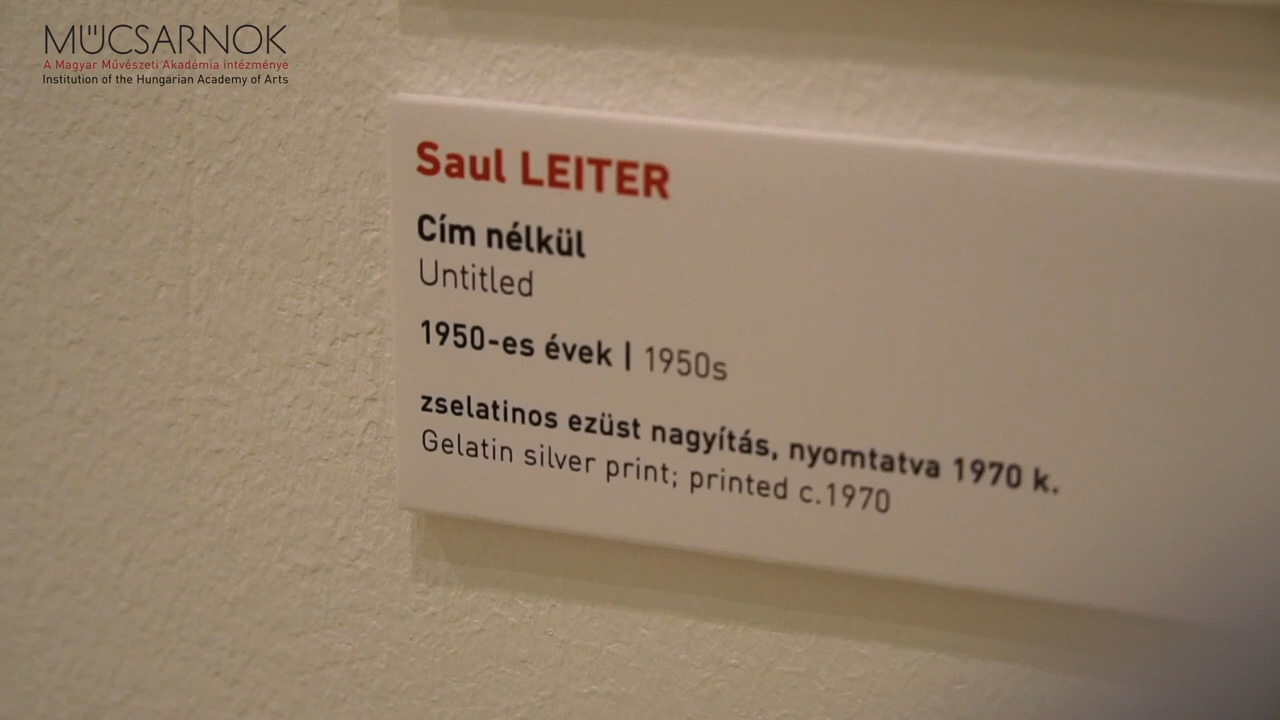 MŰCSARNOK
A Magyar Művészeti Akadémia intézménye
Institution of the Hungarian Academy of Arts
Saul LEITER
Cím nélkül
Untitled
1950-es évek | 1950s
zselatinos ezüst nagyítás, nyomtatva 1970 k.
Gelatin silver print; printed c.1970